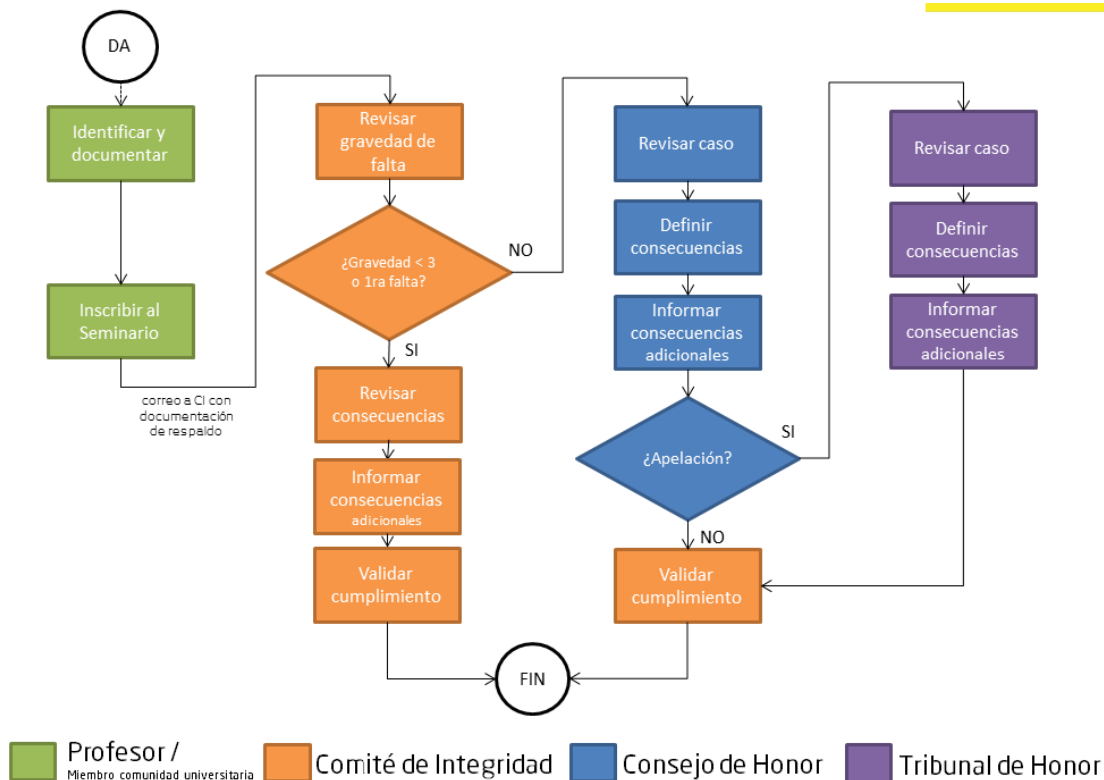 DA
Identificar y
documentar
Inscribir al
Seminario
correo a CI con
documentación
de respaldo
Revisar
gravedad de
falta
¿Gravedad < 3
o 1ra falta?
NO
SI
Revisar
consecuencias
Informar
consecuencias
adicionales
Validar
cumplimiento
Revisar caso
Definir
consecuencias
Informar
consecuencias
adicionales
¿Apelación?
SI
NO
Validar
cumplimiento
Revisar caso
Definir
consecuencias
Informar
consecuencias
adicionales
FIN
Profesor /
Miembro comunidad universitaria
Comité de Integridad
Consejo de Honor
Tribunal de Honor